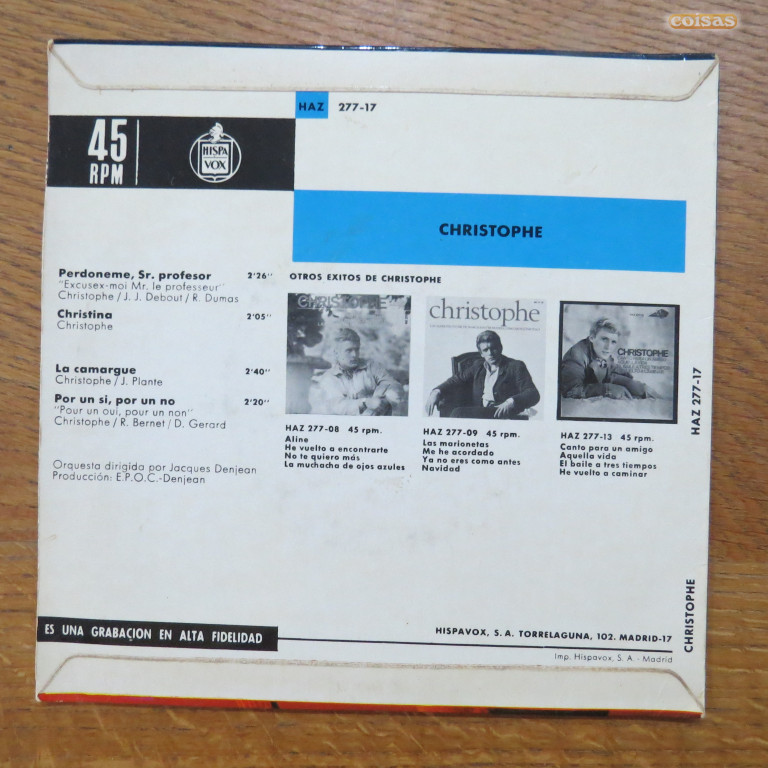 coisas
HAZ 277-17
45
RPM
HISPA
VOX
CHRISTOPHE
Perdoneme, Sr. profesor 2'26''
"Excusex-moi Mr. le professeur"
Christophe / J. J. Debout / R. Dumas
Christina 2'05''
Christophe
La camargue 2'40''
Christophe / J. Plante
Por un si, por un no 2'20''
"Pour un oui, pour un non"
Christophe / R. Bernet / D. Gerard
Orquesta dirigida por Jacques Denjean
Producción: E.P.O.C.-Denjean
OTROS EXITOS DE CHRISTOPHE
CHRISTOPHE
HAZ 277-08 45 rpm.
Aline
He vuelto a encontrarte
No te quiero más
La muchacha de ojos azules
christophe
HAZ 277-09 45 rpm.
Las marionetas
Me he acordado
Ya no eres como antes
Navidad
CHRISTOPHE
HAZ 277-13 45 rpm.
Canto para un amigo
Aquella vida
El baile a tres tiempos
He vuelto a caminar
HAZ 277-17
CHRISTOPHE
ES UNA GRABACION EN ALTA FIDELIDAD
HISPAVOX, S. A. TORRELAGUNA, 102. MADRID-17
Imp. Hispavox, S. A. - Madrid